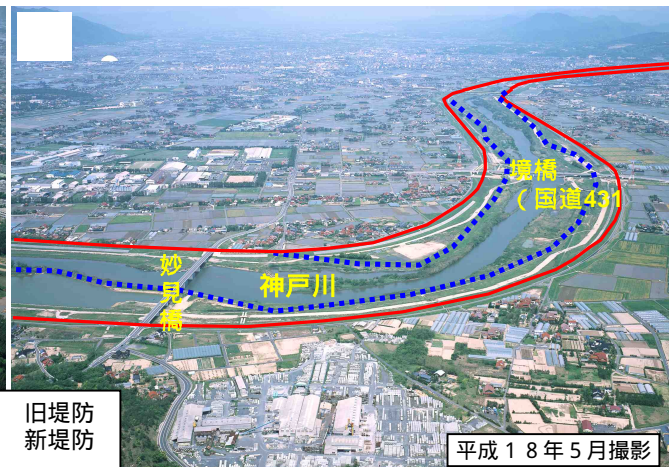 境橋
（国道431
妙見橋
神戸川
旧堤防
新堤防
平成１８年５月撮影